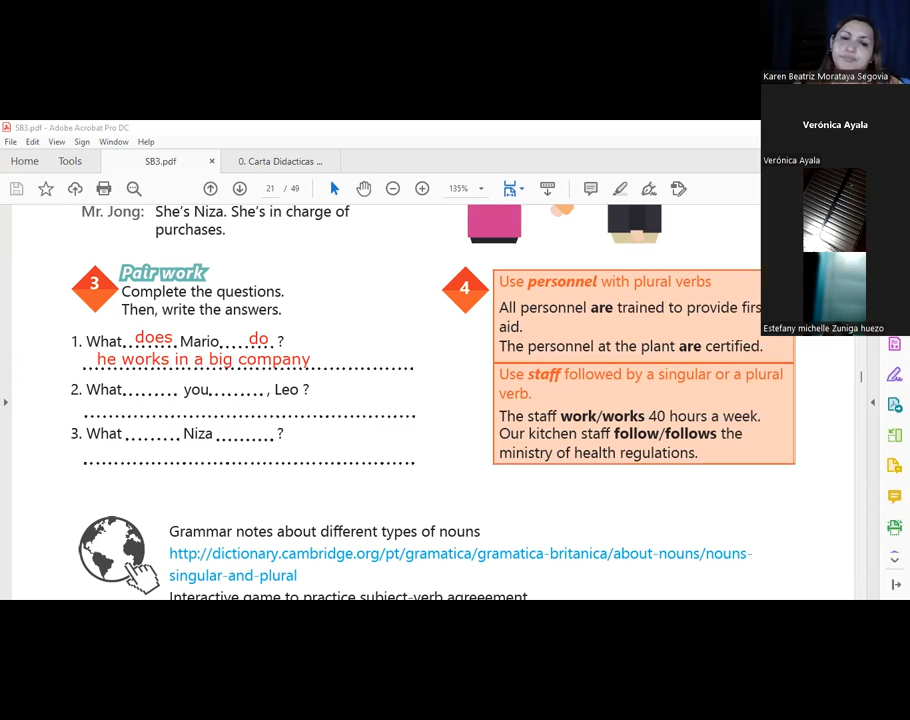 Karen Beatriz Morataya Segovia
Verónica Ayala
Verónica Ayala
Estefany michelle Zuniga huezo
SB3.pdf - Adobe Acrobat Pro DC
File Edit View Sign Window Help
Home Tools SB3.pdf × 0. Carta Didacticas ...
21 / 49 135%
Mr. Jong: She's Niza. She's in charge of
purchases.
3 Pair work
Complete the questions.
Then, write the answers.
1. What does Mario do ?
he works in a big company
2. What.........., you.........., Leo ?
3. What .......... Niza .......... ?
4 Use personnel with plural verbs
All personnel are trained to provide firs
aid.
The personnel at the plant are certified.
Use staff followed by a singular or a plural
verb.
The staff work/works 40 hours a week.
Our kitchen staff follow/follows the
ministry of health regulations.
Grammar notes about different types of nouns
http://dictionary.cambridge.org/pt/gramatica/gramatica-britanica/about-nouns/nouns-
singular-and-plural
Interactive game to practice subject-verb agreeement